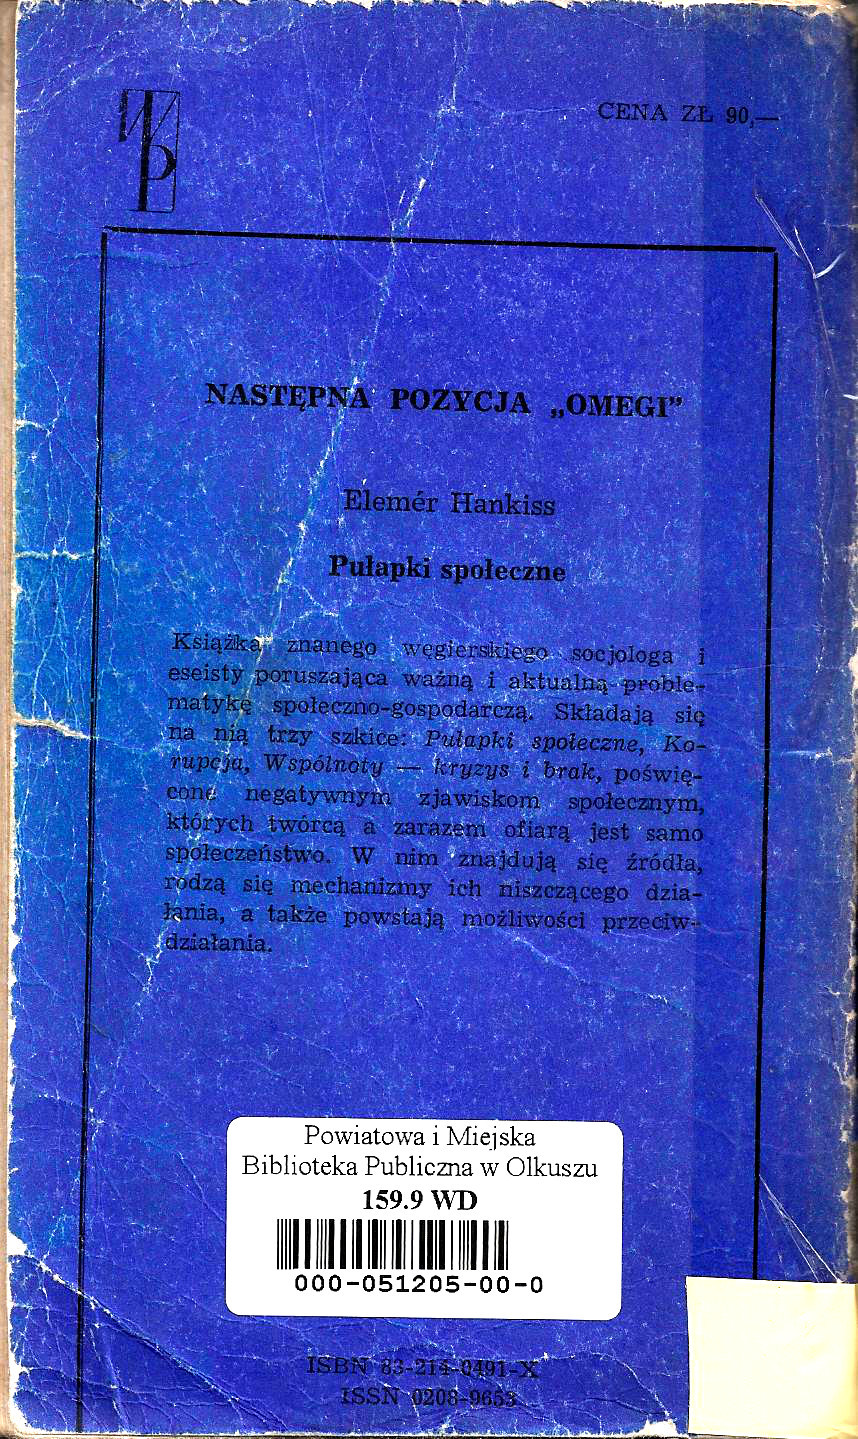 WP
CENA ZŁ 90,—
NASTĘPNA POZYCJA „OMEGI”
Elemér Hankiss
Pułapki społeczne
Książka znanego węgierskiego socjologa i
eseisty poruszająca ważną i aktualną proble-
matykę społeczno-gospodarczą. Składają się
na nią trzy szkice: Pułapki społeczne, Ko-
rupcja, Wspólnoty — kryzys i brak, poświę-
cone negatywnym zjawiskom społecznym,
których twórcą a zarazem ofiarą jest samo
społeczeństwo. W nim znajdują się źródła,
rodzą się mechanizmy ich niszczącego dzia-
łania, a także powstają możliwości przeciw-
działania.
Powiatowa i Miejska
Biblioteka Publiczna w Olkuszu
159.9 WD
000-051205-00-0
ISBN 83-214-0491-X
ISSN 0208-9653